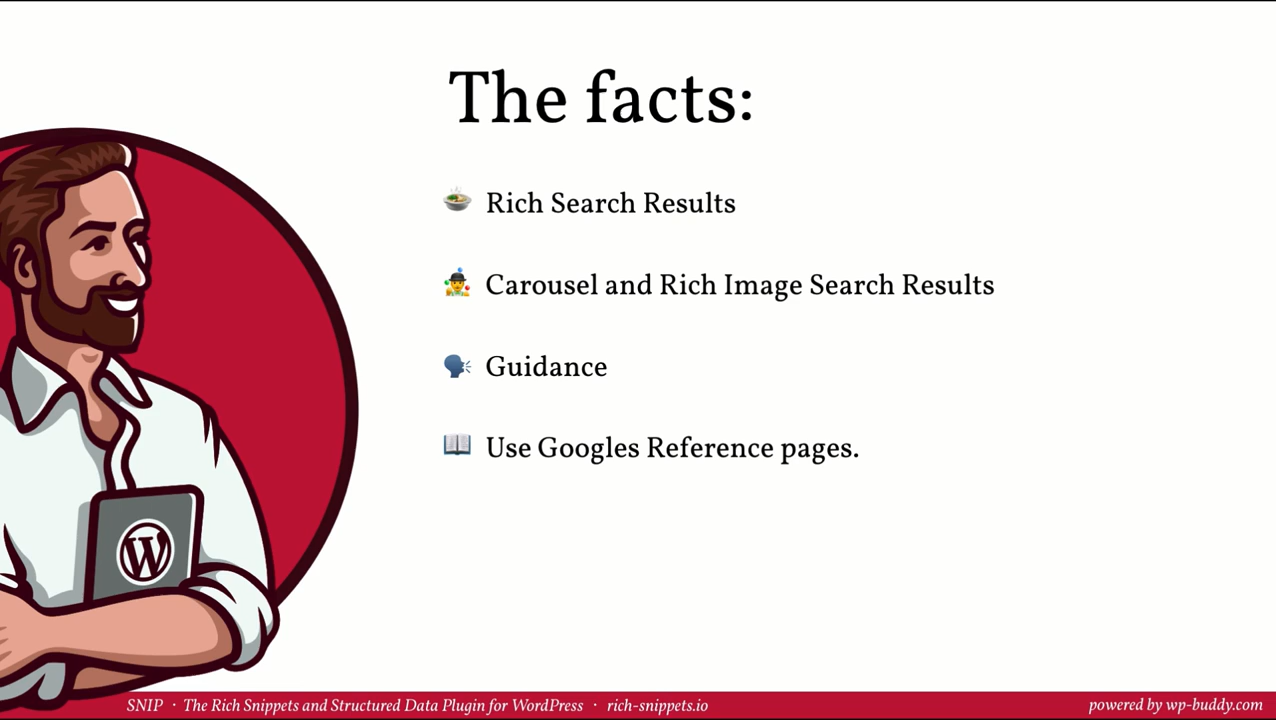 The facts:
Rich Search Results
Carousel and Rich Image Search Results
Guidance
Use Googles Reference pages.
SNIP · The Rich Snippets and Structured Data Plugin for WordPress · rich-snippets.io
powered by wp-buddy.com